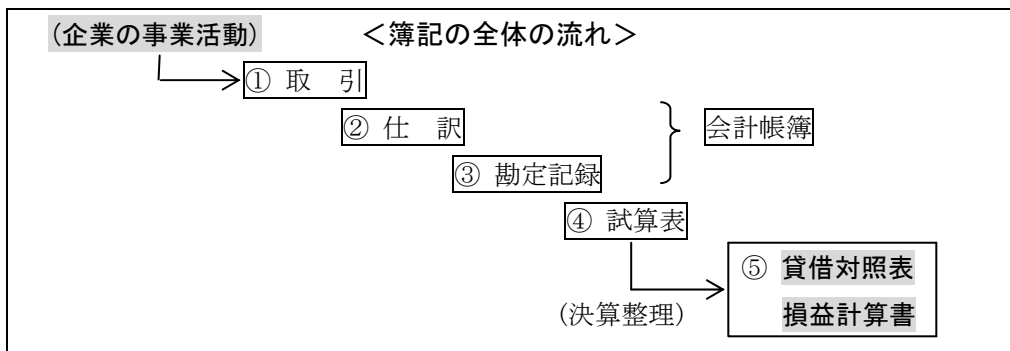 (企業の事業活動) <簿記の全体の流れ>
① 取 引
② 仕 訳 会計帳簿
③ 勘定記録
④ 試算表
⑤ 貸借対照表
(決算整理) 損益計算書